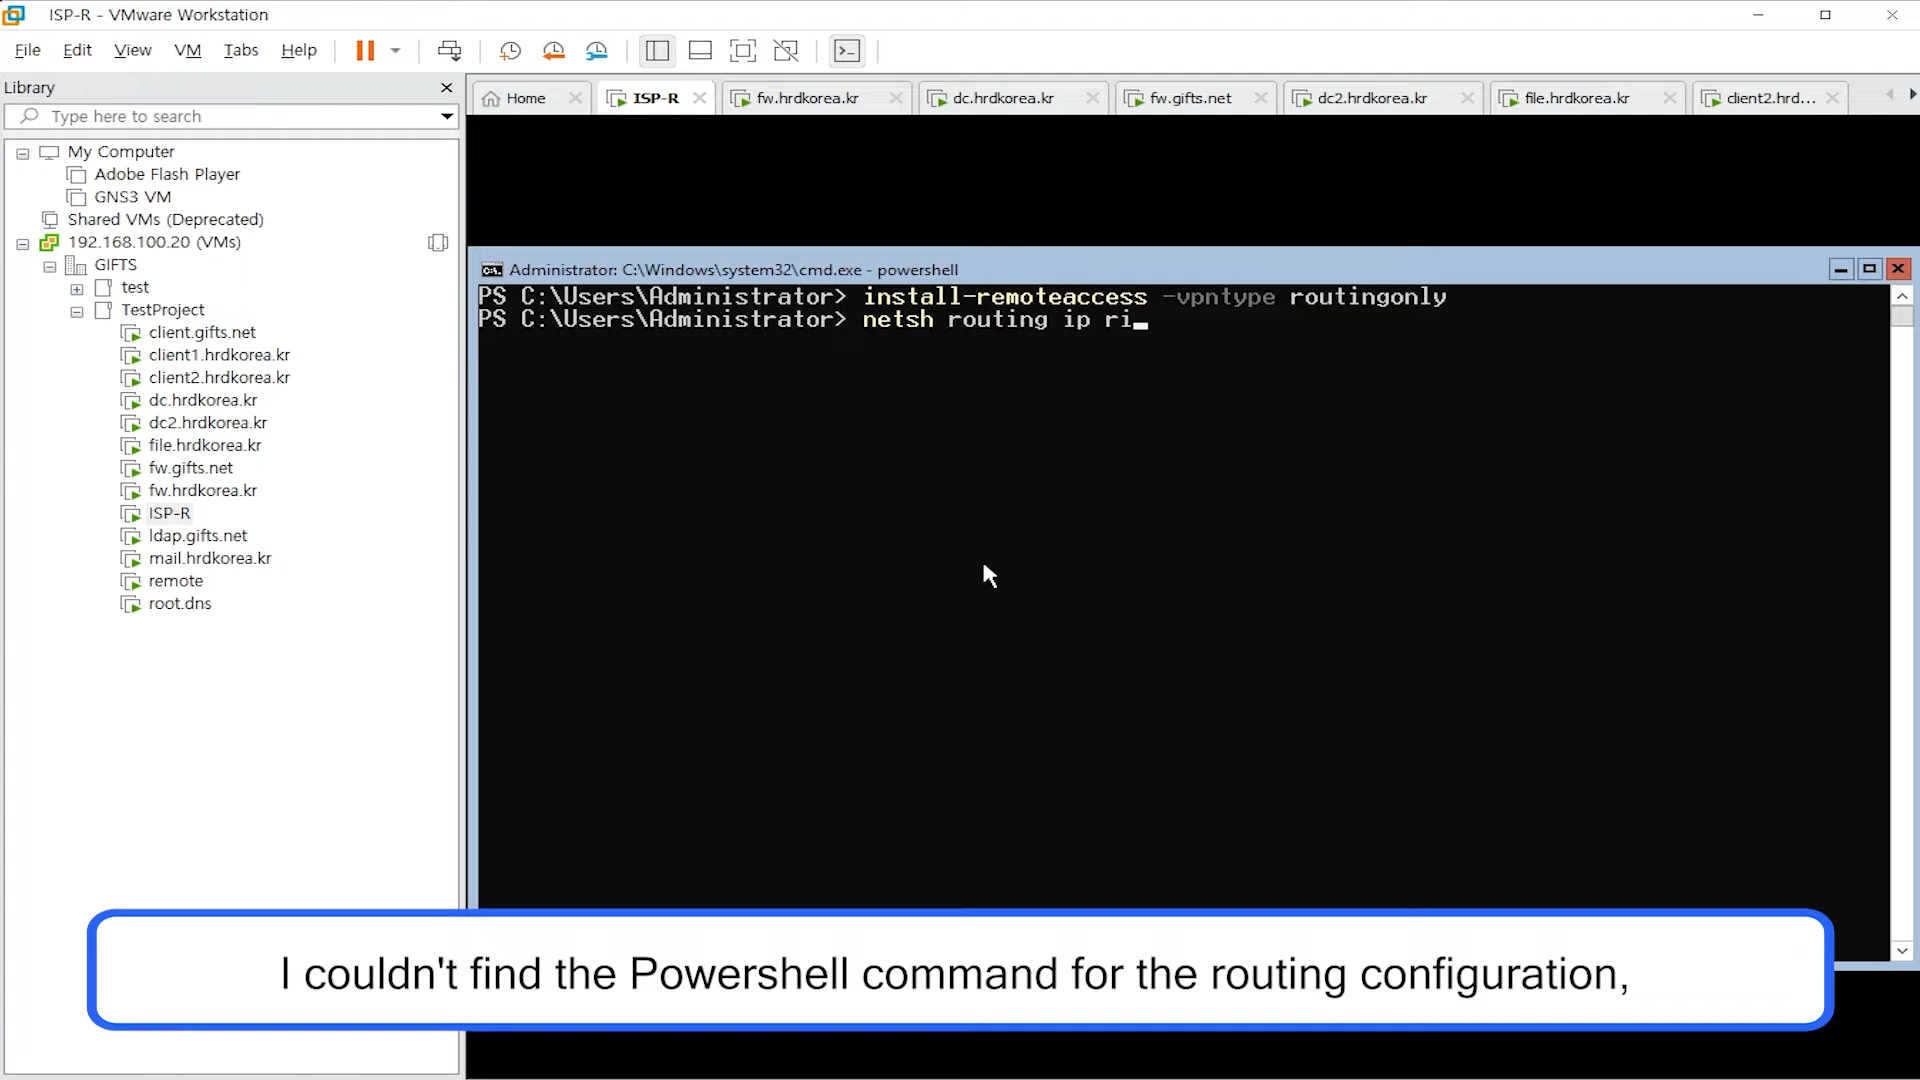 ISP-R - VMware Workstation
File Edit View VM Tabs Help
Library
Type here to search
My Computer
Adobe Flash Player
GNS3 VM
Shared VMs (Deprecated)
192.168.100.20 (VMs)
GIFTS
test
TestProject
client.gifts.net
client1.hrdkorea.kr
client2.hrdkorea.kr
dc.hrdkorea.kr
dc2.hrdkorea.kr
file.hrdkorea.kr
fw.gifts.net
fw.hrdkorea.kr
ISP-R
ldap.gifts.net
mail.hrdkorea.kr
remote
root.dns
Home ISP-R fw.hrdkorea.kr dc.hrdkorea.kr fw.gifts.net dc2.hrdkorea.kr file.hrdkorea.kr client2.hrd...
Administrator: C:\Windows\system32\cmd.exe - powershell
PS C:\Users\Administrator> install-remoteaccess -vpntype routingonly
PS C:\Users\Administrator> netsh routing ip ri
I couldn't find the Powershell command for the routing configuration,